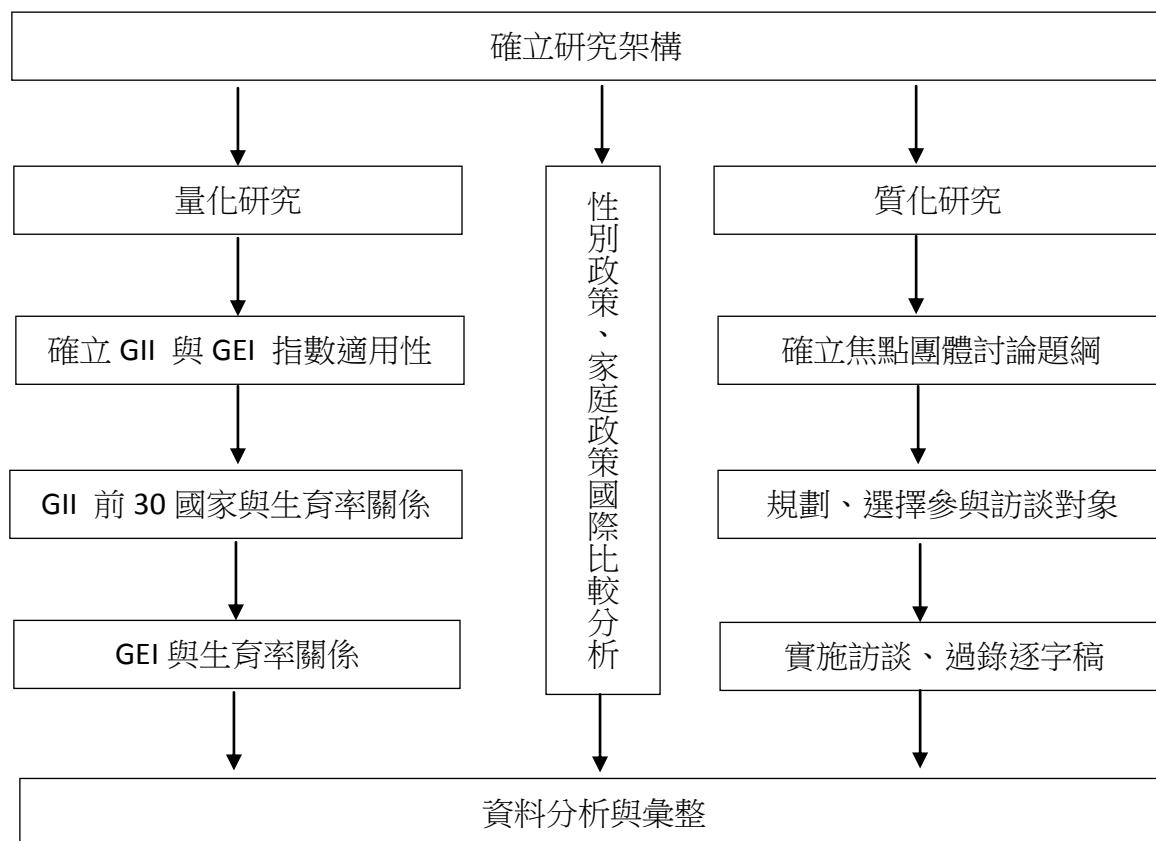 確立研究架構
量化研究
性別政策、家庭政策國際比較分析
質化研究
確立 GII 與 GEI 指數適用性
確立焦點團體討論題綱
GII 前 30 國家與生育率關係
規劃、選擇參與訪談對象
GEI 與生育率關係
實施訪談、過錄逐字稿
資料分析與彙整